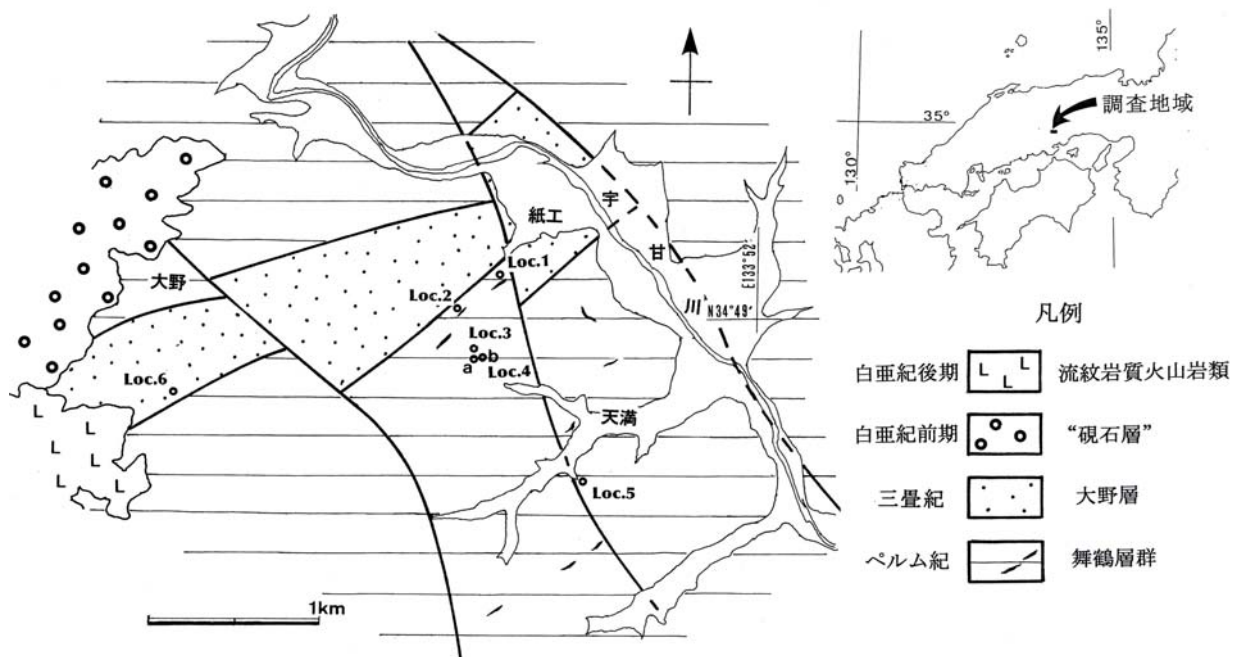 宇
甘
川
紙工
大野
天満
Loc.1
Loc.2
Loc.3
a
b
Loc.4
Loc.5
Loc.6
E133°52′
N34°49′
L
L
L
L
L
L
L
1km
135°
35°
130°
調査地域
凡例
白亜紀後期 L L L 流紋岩質火山岩類
白亜紀前期 “硯石層”
三畳紀 大野層
ペルム紀 舞鶴層群